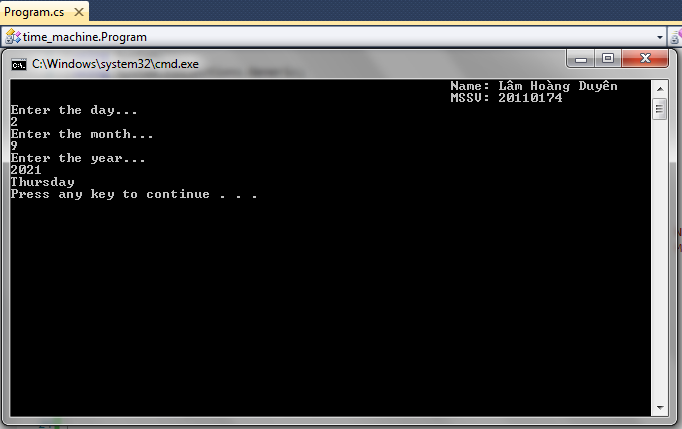 Program.cs
time_machine.Program
C:\Windows\system32\cmd.exe
Name: Lâm Hoàng Duyên
MSSV: 20110174
Enter the day...
2
Enter the month...
9
Enter the year...
2021
Thursday
Press any key to continue . . .